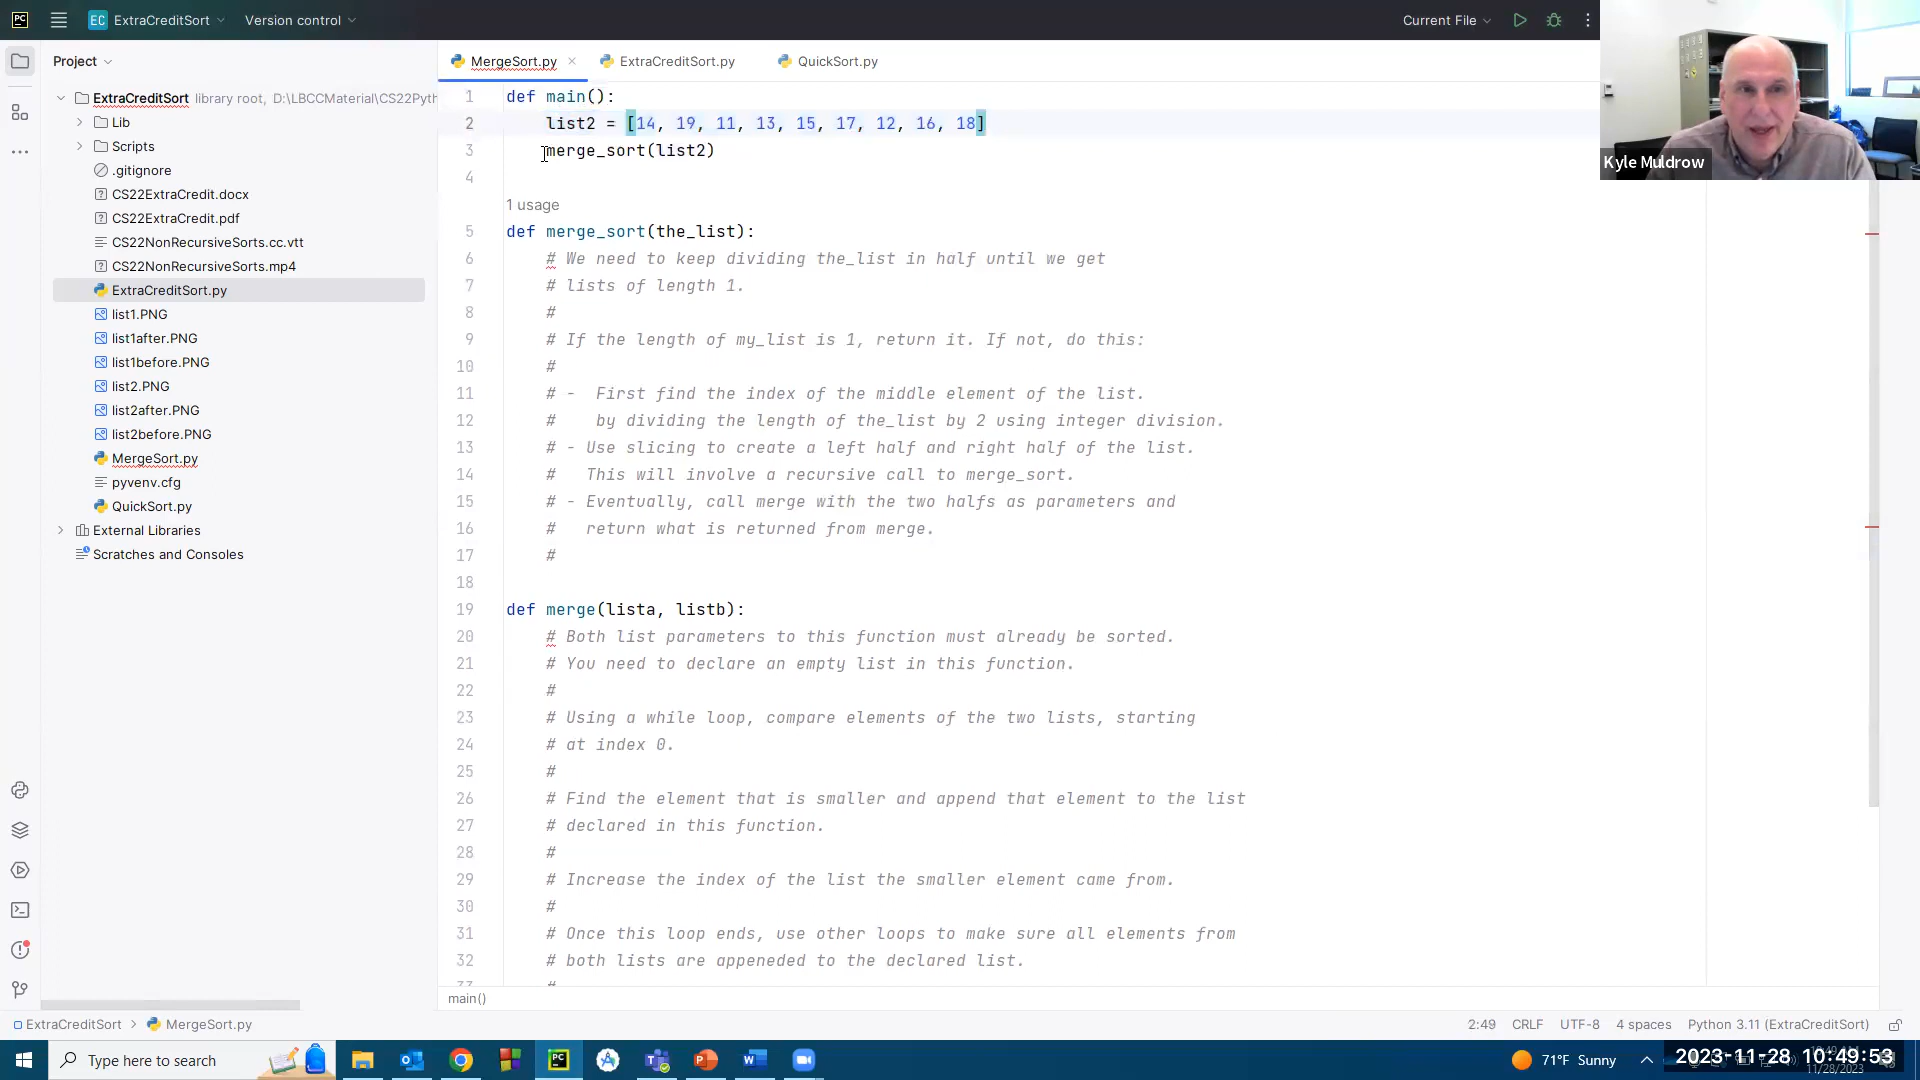 PC EC ExtraCreditSort Version control Current File
Project
MergeSort.py ExtraCreditSort.py QuickSort.py
ExtraCreditSort library root, D:\LBCCMaterial\CS22Pyth
Lib
Scripts
.gitignore
CS22ExtraCredit.docx
CS22ExtraCredit.pdf
CS22NonRecursiveSorts.cc.vtt
CS22NonRecursiveSorts.mp4
ExtraCreditSort.py
list1.PNG
list1after.PNG
list1before.PNG
list2.PNG
list2after.PNG
list2before.PNG
MergeSort.py
pyvenv.cfg
QuickSort.py
External Libraries
Scratches and Consoles
1 def main():
2 list2 = [14, 19, 11, 13, 15, 17, 12, 16, 18]
3 merge_sort(list2)
4
1 usage
5 def merge_sort(the_list):
6 # We need to keep dividing the_list in half until we get
7 # lists of length 1.
8 #
9 # If the length of my_list is 1, return it. If not, do this:
10 #
11 # -  First find the index of the middle element of the list.
12 #    by dividing the length of the_list by 2 using integer division.
13 # - Use slicing to create a left half and right half of the list.
14 #   This will involve a recursive call to merge_sort.
15 # - Eventually, call merge with the two halfs as parameters and
16 #   return what is returned from merge.
17 #
18
19 def merge(lista, listb):
20 # Both list parameters to this function must already be sorted.
21 # You need to declare an empty list in this function.
22 #
23 # Using a while loop, compare elements of the two lists, starting
24 # at index 0.
25 #
26 # Find the element that is smaller and append that element to the list
27 # declared in this function.
28 #
29 # Increase the index of the list the smaller element came from.
30 #
31 # Once this loop ends, use other loops to make sure all elements from
32 # both lists are appeneded to the declared list.
Kyle Muldrow
main()
ExtraCreditSort > MergeSort.py 2:49 CRLF UTF-8 4 spaces Python 3.11 (ExtraCreditSort)
Type here to search PC 71°F Sunny 2023-11-28 10:49:53
11/28/2023